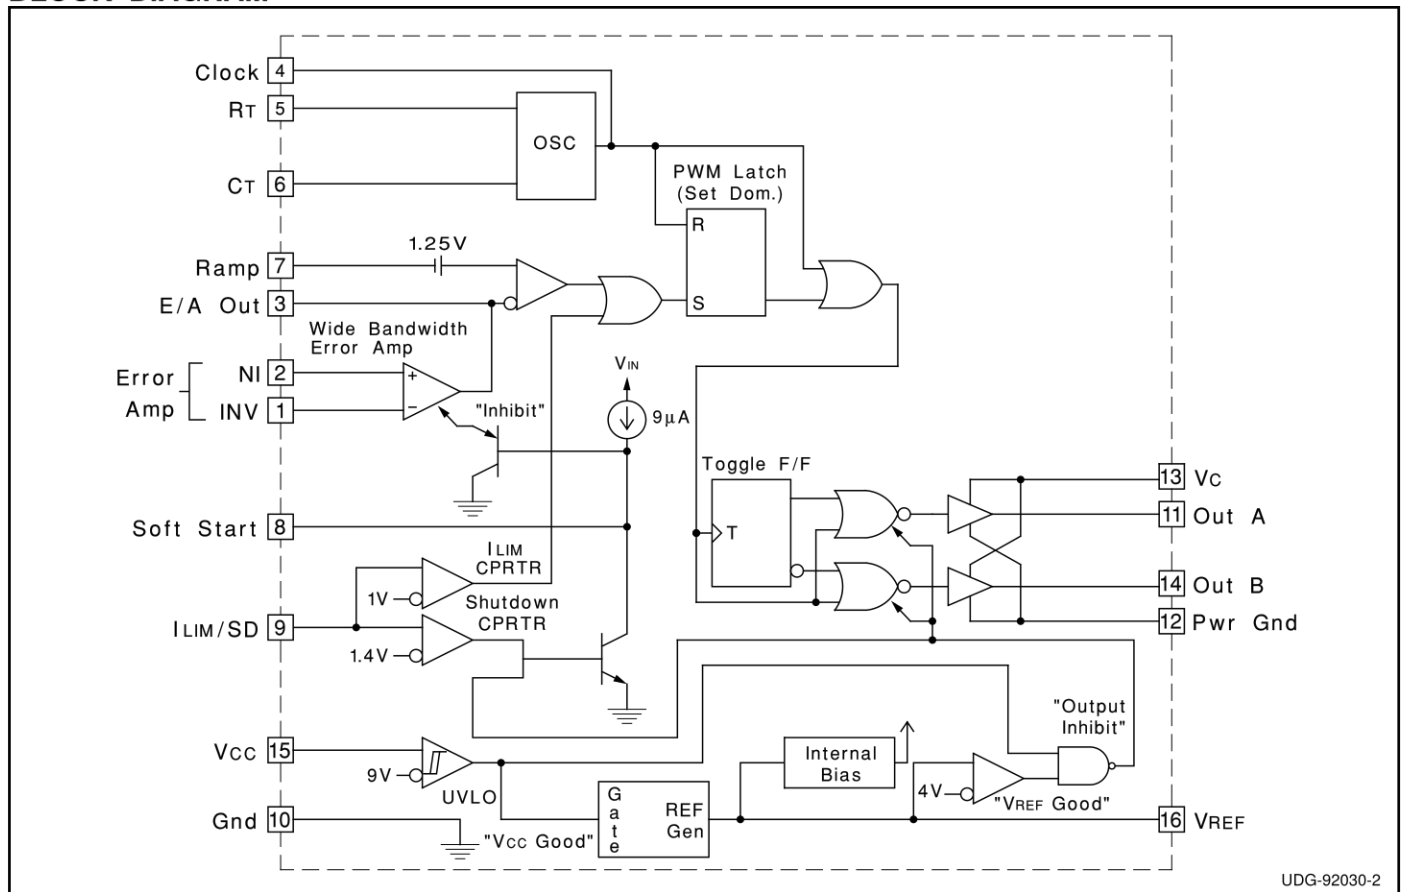 Clock 4
RT 5
OSC
CT 6
PWM Latch
(Set Dom.)
R
S
1.25V
Ramp 7
E/A Out 3
Wide Bandwidth
Error Amp
Error
Amp
NI 2
INV 1
+
−
"Inhibit"
VIN
9µA
Toggle F/F
T
13 VC
11 Out A
14 Out B
12 Pwr Gnd
Soft Start 8
ILIM
CPRTR
1V
Shutdown
CPRTR
ILIM/SD 9
1.4V
"Output
Inhibit"
VCC 15
9V
UVLO
Internal
Bias
4V
"VREF Good"
Gate
REF
Gen
"VCC Good"
Gnd 10
16 VREF
UDG-92030-2